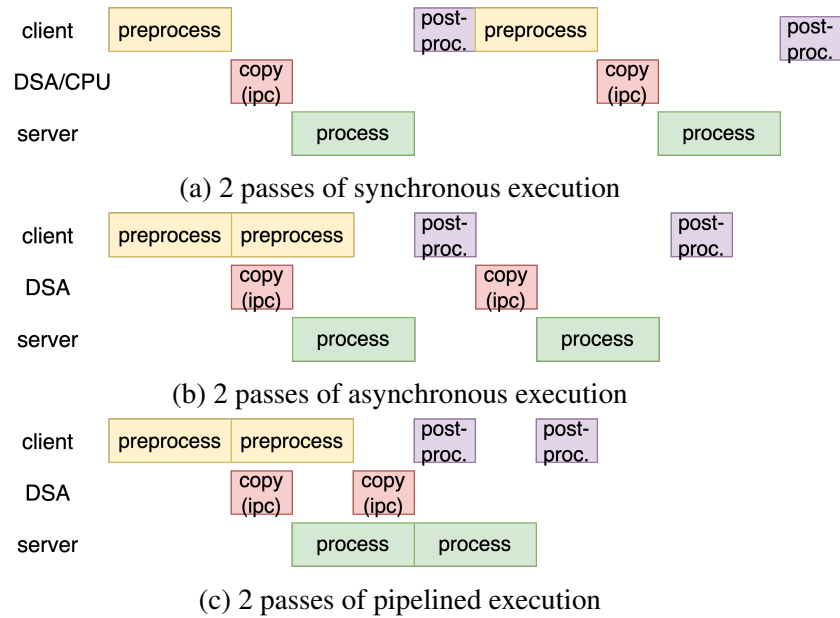 client preprocess post-proc. preprocess post-proc.
DSA/CPU copy (ipc) copy (ipc)
server process process
(a) 2 passes of synchronous execution
client preprocess preprocess post-proc. post-proc.
DSA copy (ipc) copy (ipc)
server process process
(b) 2 passes of asynchronous execution
client preprocess preprocess post-proc. post-proc.
DSA copy (ipc) copy (ipc)
server process process
(c) 2 passes of pipelined execution